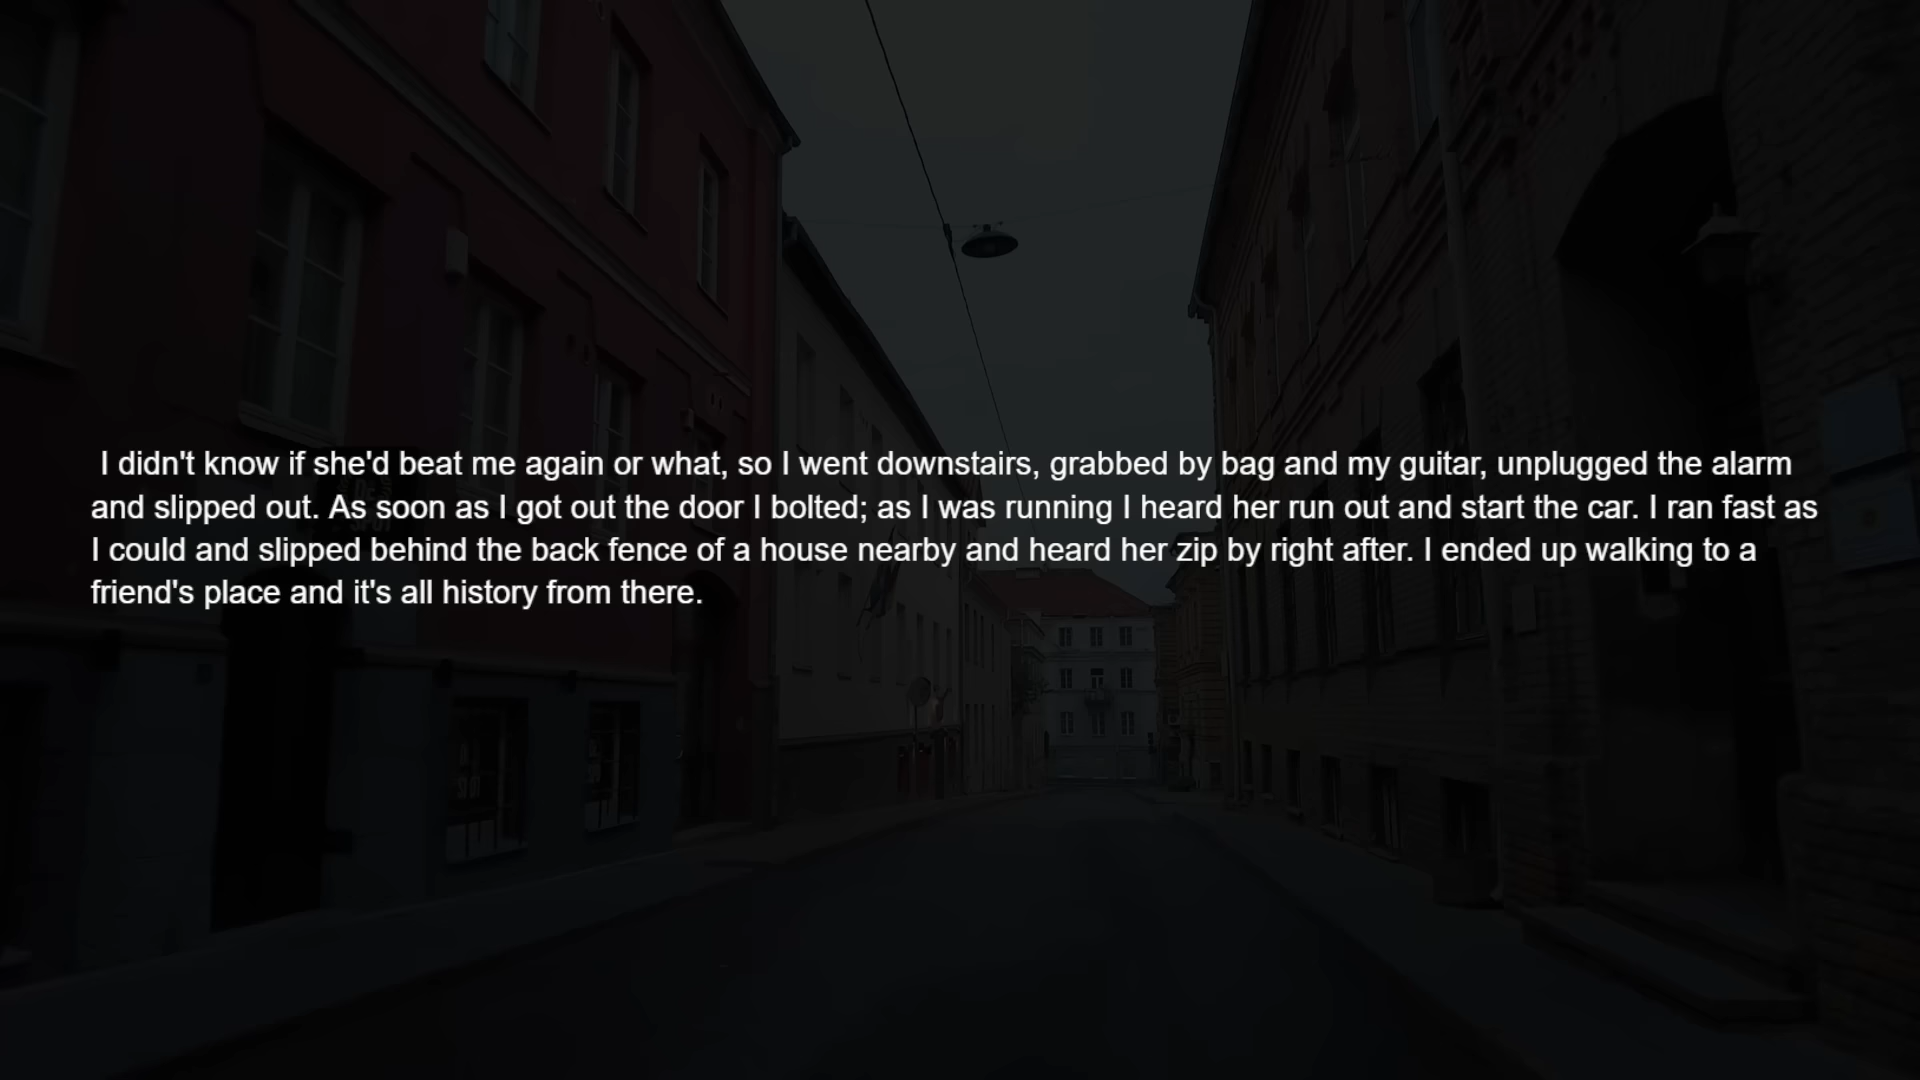 I didn't know if she'd beat me again or what, so I went downstairs, grabbed by bag and my guitar, unplugged the alarm
and slipped out. As soon as I got out the door I bolted; as I was running I heard her run out and start the car. I ran fast as
I could and slipped behind the back fence of a house nearby and heard her zip by right after. I ended up walking to a
friend's place and it's all history from there.